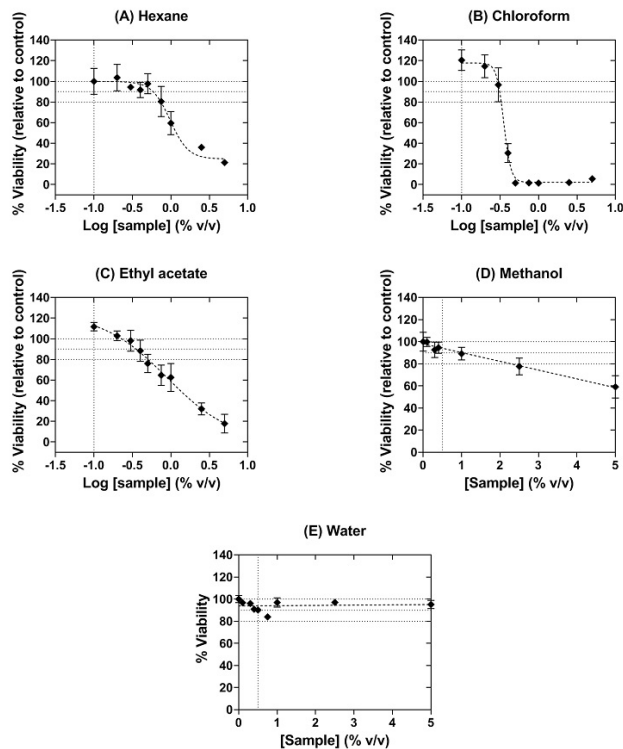 (A) Hexane
% Viability (relative to control)
140
120
100
80
60
40
20
0
-1.5 -1.0 -0.5 0.0 0.5 1.0
Log [sample] (% v/v)
(B) Chloroform
% Viability (relative to control)
140
120
100
80
60
40
20
0
-1.5 -1.0 -0.5 0.0 0.5 1.0
Log [sample] (% v/v)
(C) Ethyl acetate
% Viability (relative to control)
140
120
100
80
60
40
20
0
-1.5 -1.0 -0.5 0.0 0.5 1.0
Log [sample] (% v/v)
(D) Methanol
% Viability (relative to control)
140
120
100
80
60
40
20
0
0 1 2 3 4 5
[Sample] (% v/v)
(E) Water
% Viability
140
120
100
80
60
40
20
0
0 1 2 3 4 5
[Sample] (% v/v)